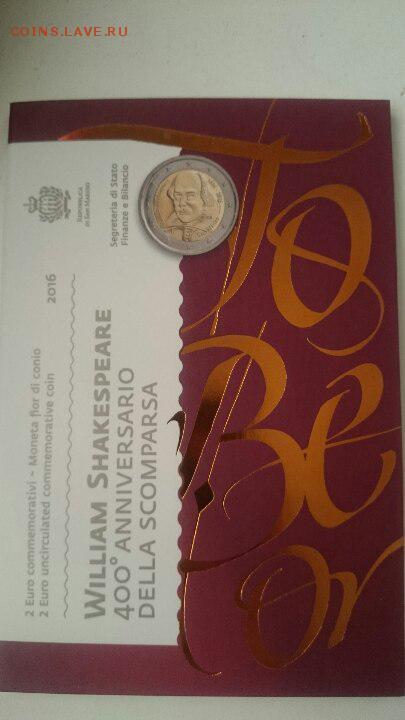 COINS.LAVE.RU
REPUBBLICA
DI SAN MARINO
Segreteria di Stato
Finanze e Bilancio
2 Euro commemorativi – Moneta fior di conio
2 Euro uncirculated commemorative coin
2016
WILLIAM SHAKESPEARE
400° ANNIVERSARIO
DELLA SCOMPARSA
To
Be
or